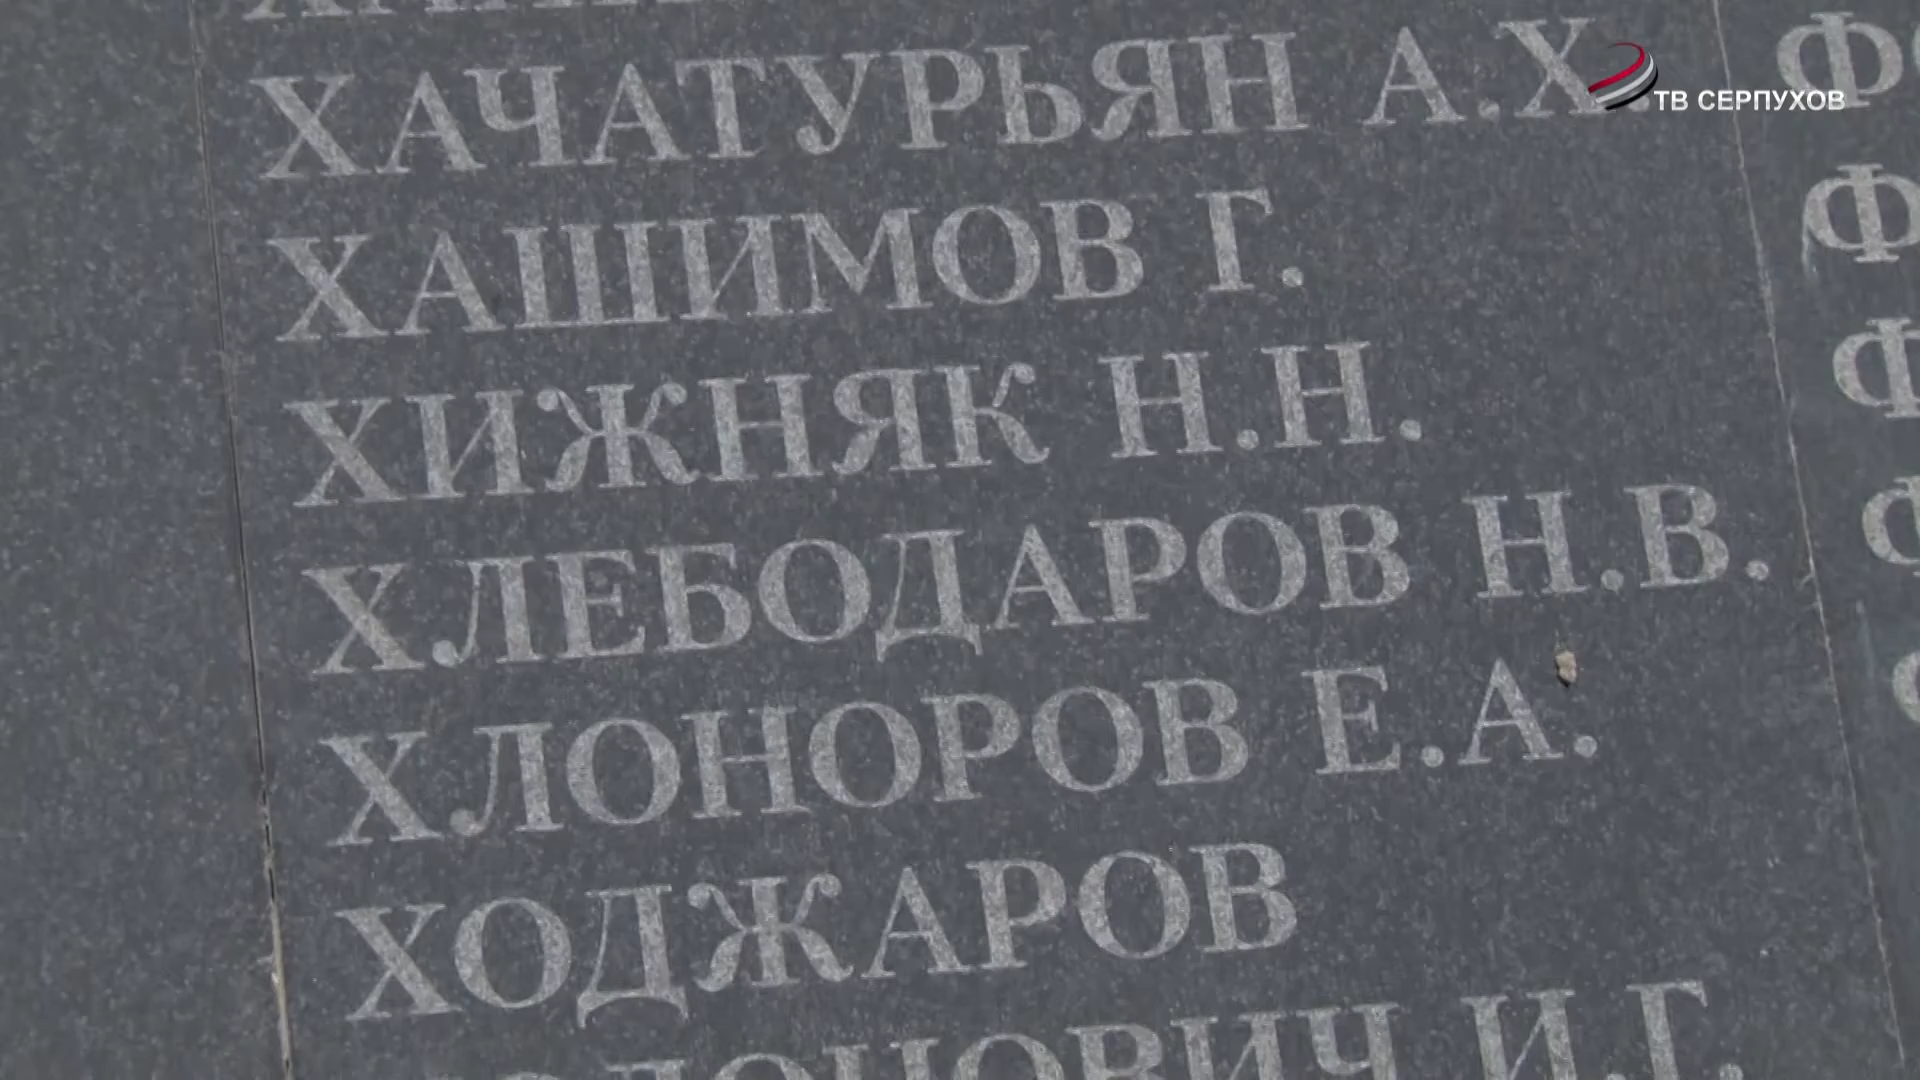 ХАЧАТУРЬЯН А.Х.
ТВ СЕРПУХОВ
ХАШИМОВ Г.
ХИЖНЯК Н.Н.
ХЛЕБОДАРОВ Н.В.
ХЛОНОРОВ Е.А.
ХОДЖАРОВ
И.Г.